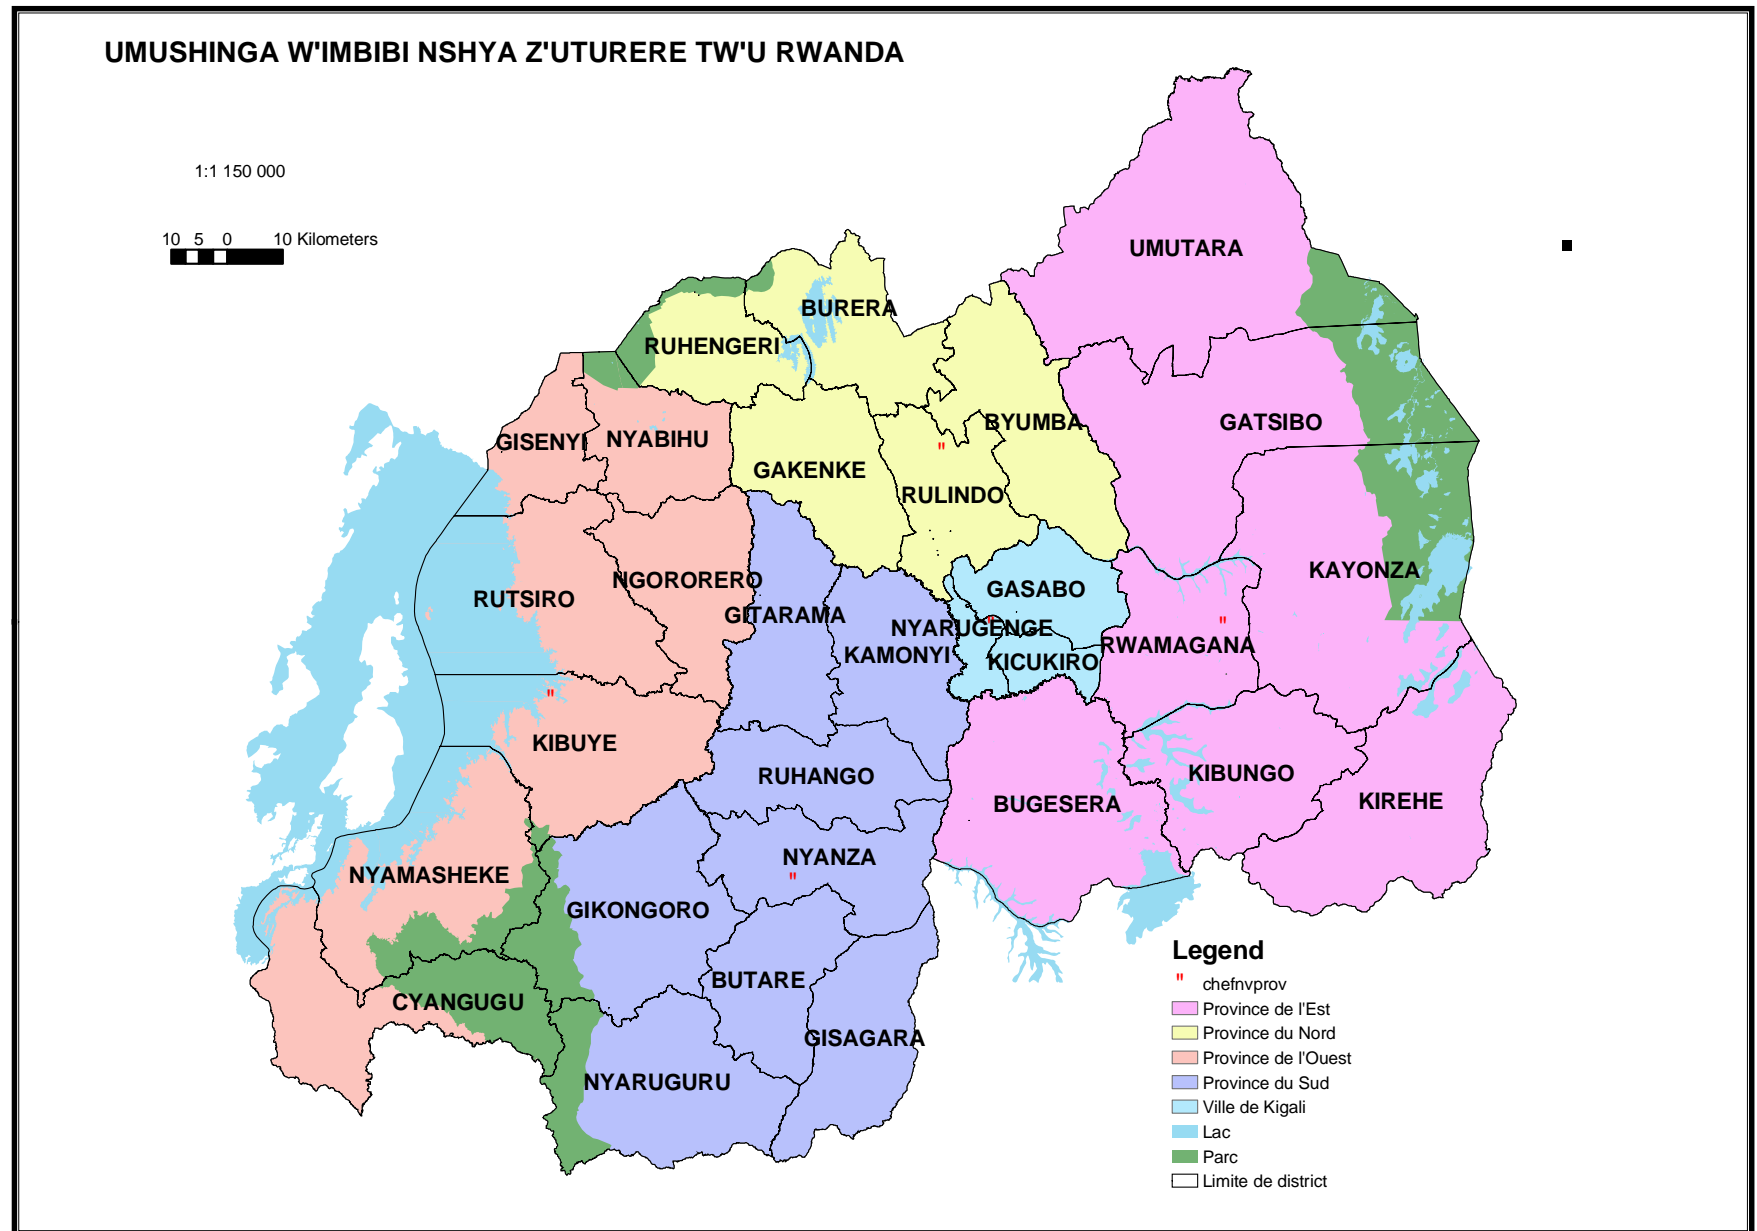 UMUSHINGA W'IMBIBI NSHYA Z'UTURERE TW'U RWANDA
1:1 150 000
10 5 0 10 Kilometers
UMUTARA
BURERA
RUHENGERI
GATSIBO
BYUMBA
GISENYI
NYABIHU
GAKENKE
RULINDO
KAYONZA
NGORORERO
GASABO
RUTSIRO
GITARAMA
NYARUGENGE
KAMONYI
KICUKIRO
RWAMAGANA
KIBUYE
RUHANGO
KIBUNGO
BUGESERA
KIREHE
NYANZA
NYAMASHEKE
GIKONGORO
BUTARE
CYANGUGU
GISAGARA
NYARUGURU
Legend
" chefnvprov
Province de l'Est
Province du Nord
Province de l'Ouest
Province du Sud
Ville de Kigali
Lac
Parc
Limite de district